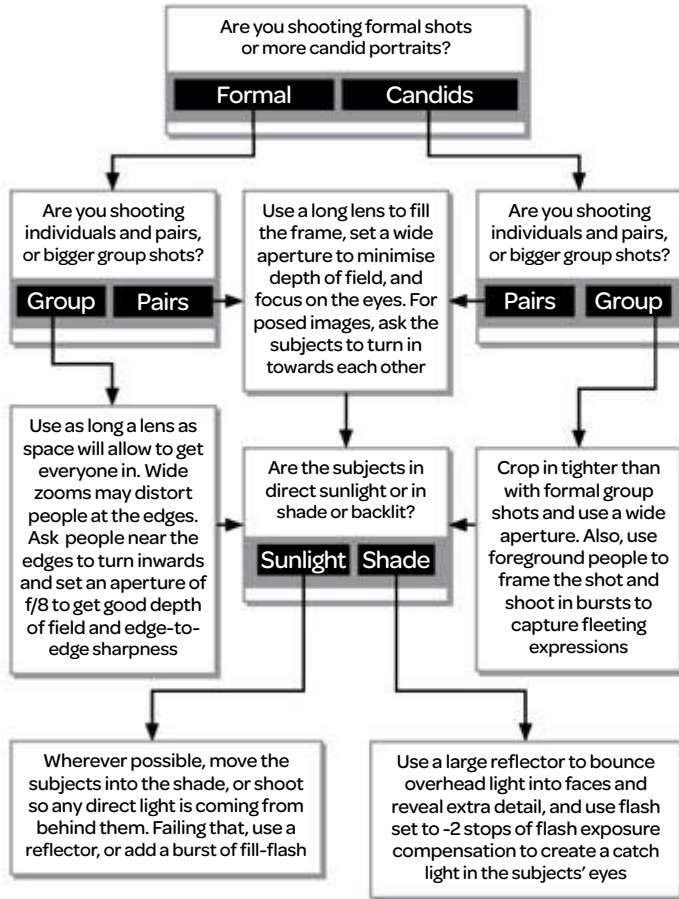 Are you shooting formal shots
or more candid portraits?
Formal
Candids
Are you shooting
individuals and pairs,
or bigger group shots?
Group
Pairs
Use a long lens to fill
the frame, set a wide
aperture to minimise
depth of field, and
focus on the eyes. For
posed images, ask the
subjects to turn in
towards each other
Are you shooting
individuals and pairs,
or bigger group shots?
Pairs
Group
Use as long a lens as
space will allow to get
everyone in. Wide
zooms may distort
people at the edges.
Ask people near the
edges to turn inwards
and set an aperture of
f/8 to get good depth
of field and edge-to-
edge sharpness
Are the subjects in
direct sunlight or in
shade or backlit?
Sunlight
Shade
Crop in tighter than
with formal group
shots and use a wide
aperture. Also, use
foreground people to
frame the shot and
shoot in bursts to
capture fleeting
expressions
Wherever possible, move the
subjects into the shade, or shoot
so any direct light is coming from
behind them. Failing that, use a
reflector, or add a burst of fill-flash
Use a large reflector to bounce
overhead light into faces and
reveal extra detail, and use flash
set to -2 stops of flash exposure
compensation to create a catch
light in the subjects' eyes